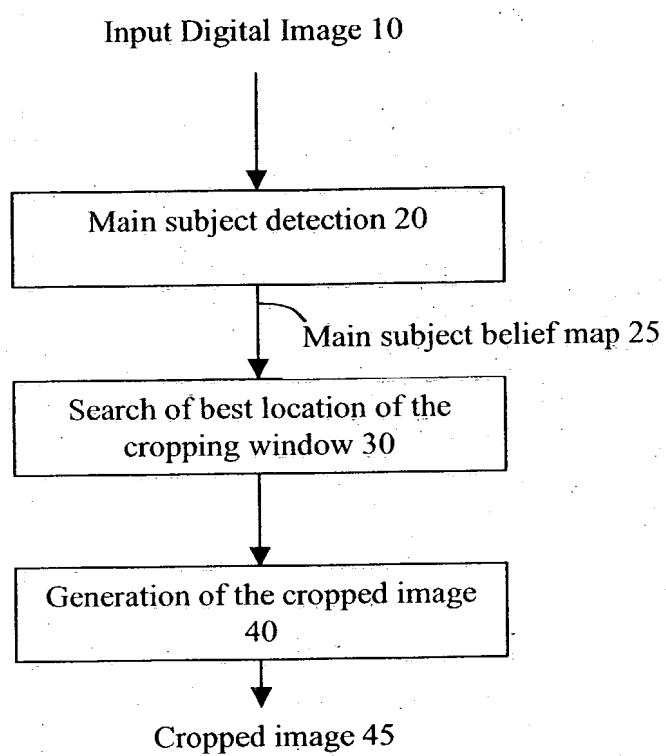 Input Digital Image 10
Main subject detection 20
Main subject belief map 25
Search of best location of the
cropping window 30
Generation of the cropped image
40
Cropped image 45